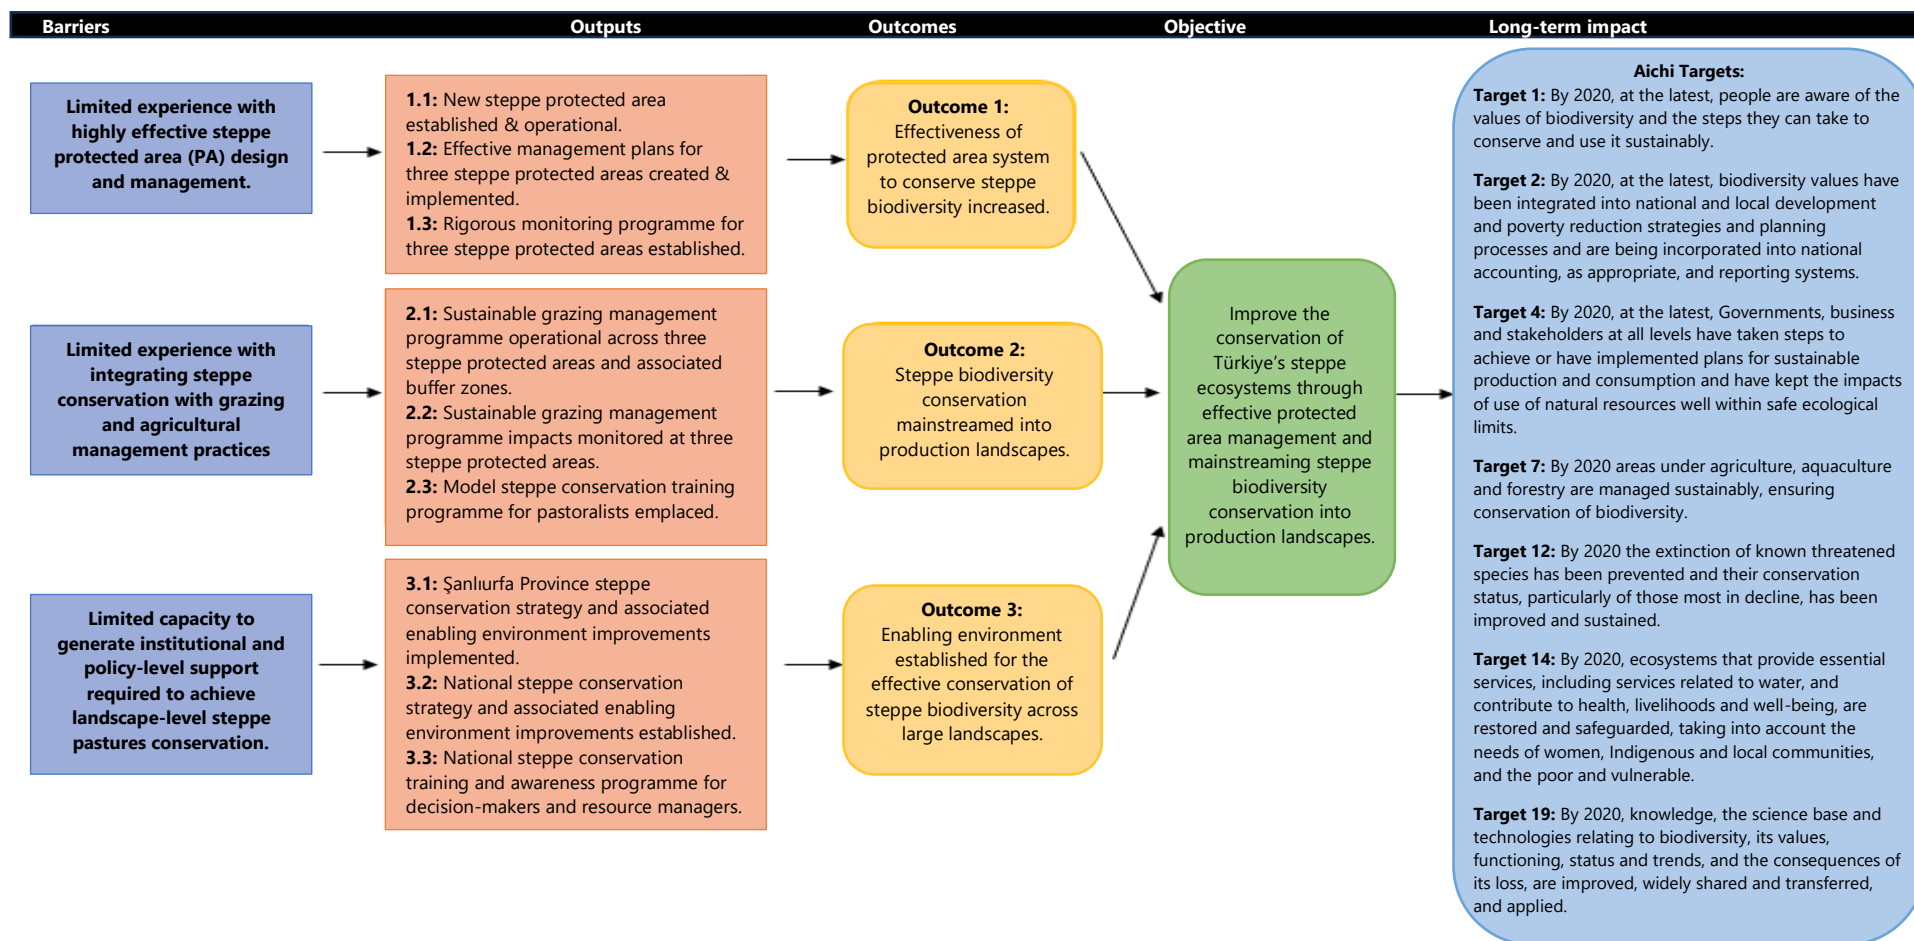 Barriers
Outputs
Outcomes
Objective
Long-term impact
Limited experience with
highly effective steppe
protected area (PA) design
and management.
1.1: New steppe protected area
established & operational.
1.2: Effective management plans for
three steppe protected areas created &
implemented.
1.3: Rigorous monitoring programme for
three steppe protected areas established.
Outcome 1:
Effectiveness of
protected area system
to conserve steppe
biodiversity increased.
Limited experience with
integrating steppe
conservation with grazing
and agricultural
management practices
2.1: Sustainable grazing management
programme operational across three
steppe protected areas and associated
buffer zones.
2.2: Sustainable grazing management
programme impacts monitored at three
steppe protected areas.
2.3: Model steppe conservation training
programme for pastoralists emplaced.
Outcome 2:
Steppe biodiversity
conservation
mainstreamed into
production landscapes.
Limited capacity to
generate institutional and
policy-level support
required to achieve
landscape-level steppe
pastures conservation.
3.1: Şanlıurfa Province steppe
conservation strategy and associated
enabling environment improvements
implemented.
3.2: National steppe conservation
strategy and associated enabling
environment improvements established.
3.3: National steppe conservation
training and awareness programme for
decision-makers and resource managers.
Outcome 3:
Enabling environment
established for the
effective conservation of
steppe biodiversity across
large landscapes.
Improve the
conservation of
Türkiye's steppe
ecosystems through
effective protected
area management and
mainstreaming steppe
biodiversity
conservation into
production landscapes.
Aichi Targets:
Target 1: By 2020, at the latest, people are aware of the
values of biodiversity and the steps they can take to
conserve and use it sustainably.
Target 2: By 2020, at the latest, biodiversity values have
been integrated into national and local development
and poverty reduction strategies and planning
processes and are being incorporated into national
accounting, as appropriate, and reporting systems.
Target 4: By 2020, at the latest, Governments, business
and stakeholders at all levels have taken steps to
achieve or have implemented plans for sustainable
production and consumption and have kept the impacts
of use of natural resources well within safe ecological
limits.
Target 7: By 2020 areas under agriculture, aquaculture
and forestry are managed sustainably, ensuring
conservation of biodiversity.
Target 12: By 2020 the extinction of known threatened
species has been prevented and their conservation
status, particularly of those most in decline, has been
improved and sustained.
Target 14: By 2020, ecosystems that provide essential
services, including services related to water, and
contribute to health, livelihoods and well-being, are
restored and safeguarded, taking into account the
needs of women, Indigenous and local communities,
and the poor and vulnerable.
Target 19: By 2020, knowledge, the science base and
technologies relating to biodiversity, its values,
functioning, status and trends, and the consequences of
its loss, are improved, widely shared and transferred,
and applied.